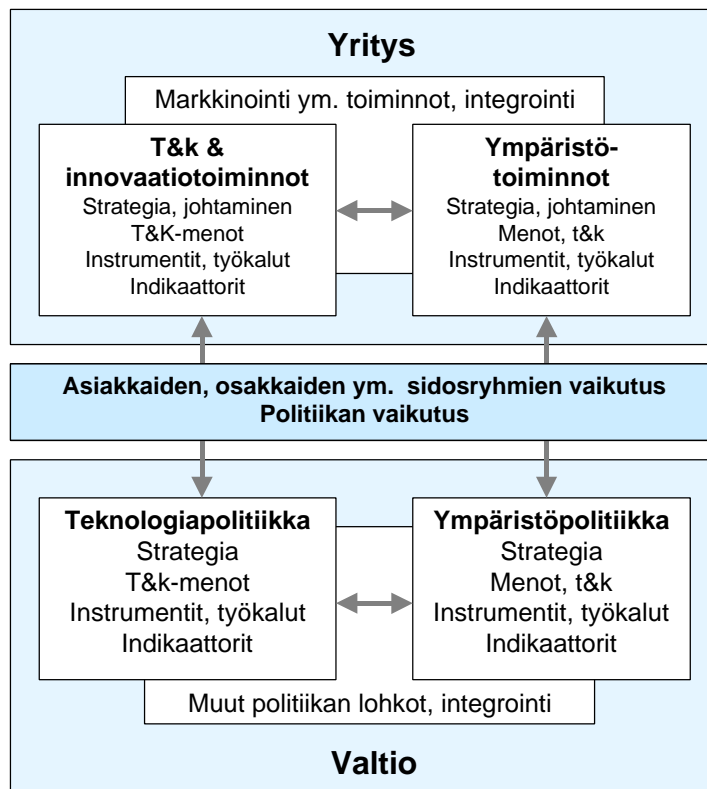 Yritys
Markkinointi ym. toiminnot, integrointi
T&k &
innovaatiotoiminnot
Strategia, johtaminen
T&K-menot
Instrumentit, työkalut
Indikaattorit
Ympäristö-
toiminnot
Strategia, johtaminen
Menot, t&k
Instrumentit, työkalut
Indikaattorit
Asiakkaiden, osakkaiden ym. sidosryhmien vaikutus
Politiikan vaikutus
Teknologiapolitiikka
Strategia
T&k-menot
Instrumentit, työkalut
Indikaattorit
Ympäristöpolitiikka
Strategia
Menot, t&k
Instrumentit, työkalut
Indikaattorit
Muut politiikan lohkot, integrointi
Valtio